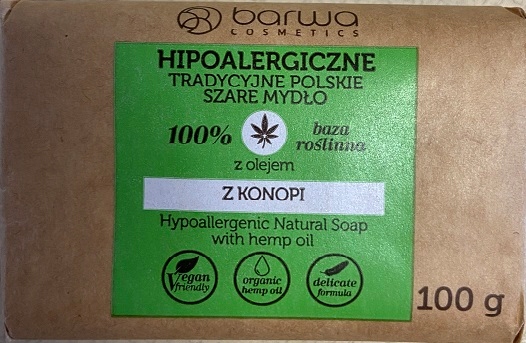 barwa
COSMETICS
HIPOALERGICZNE
TRADYCYJNE POLSKIE
SZARE MYDŁO
100% baza
roślinna
z olejem
Z KONOPI
Hypoallergenic Natural Soap
with hemp oil
Vegan
friendly
organic
hemp oil
delicate
formula
100 g